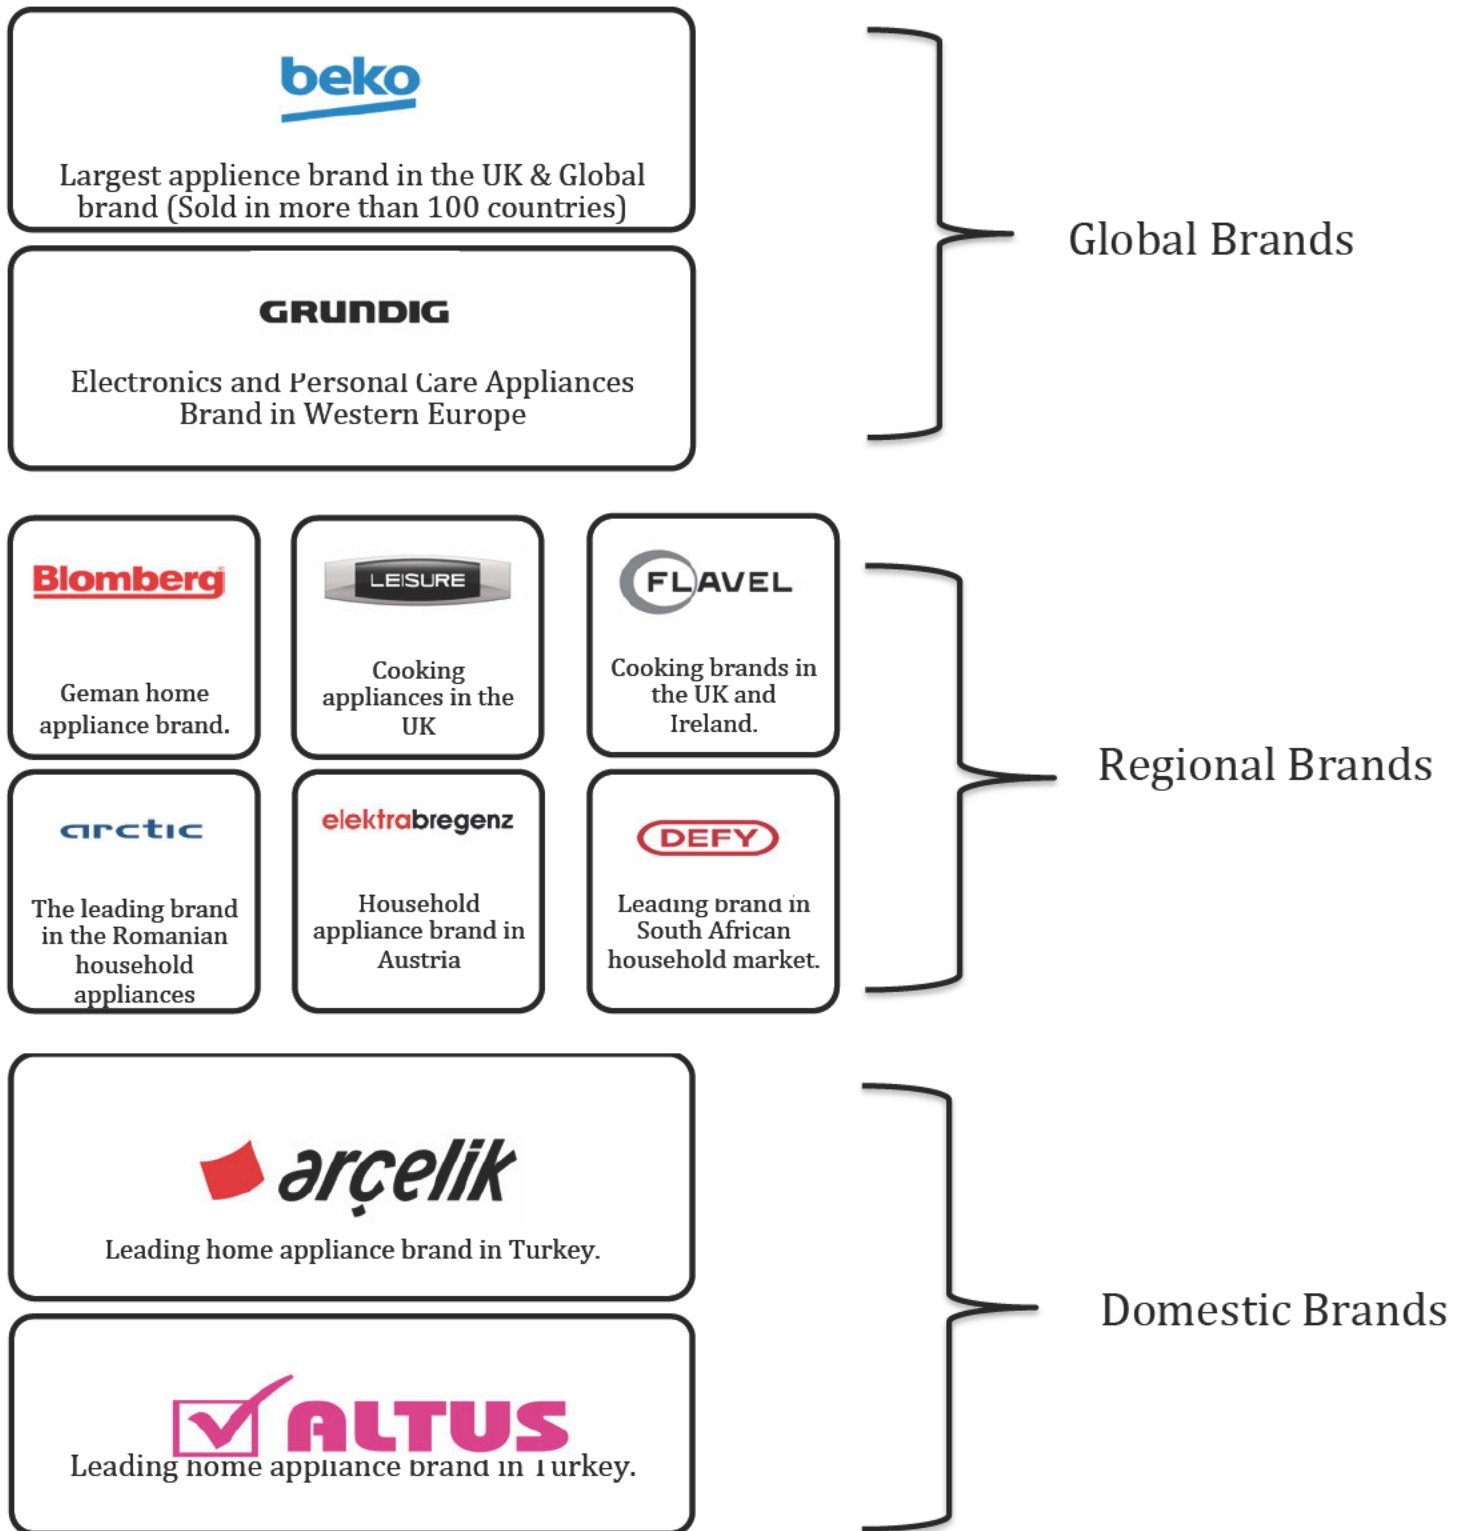 beko
Largest applience brand in the UK & Global
brand (Sold in more than 100 countries)
GRUNDIG
Electronics and Personal Care Appliances
Brand in Western Europe
Global Brands
Blomberg
Geman home
appliance brand.
LEISURE
Cooking
appliances in the
UK
FLAVEL
Cooking brands in
the UK and
Ireland.
arctic
The leading brand
in the Romanian
household
appliances
elektrabregenz
Household
appliance brand in
Austria
DEFY
Leading brand in
South African
household market.
Regional Brands
arçelik
Leading home appliance brand in Turkey.
ALTUS
Leading home appliance brand in Turkey.
Domestic Brands